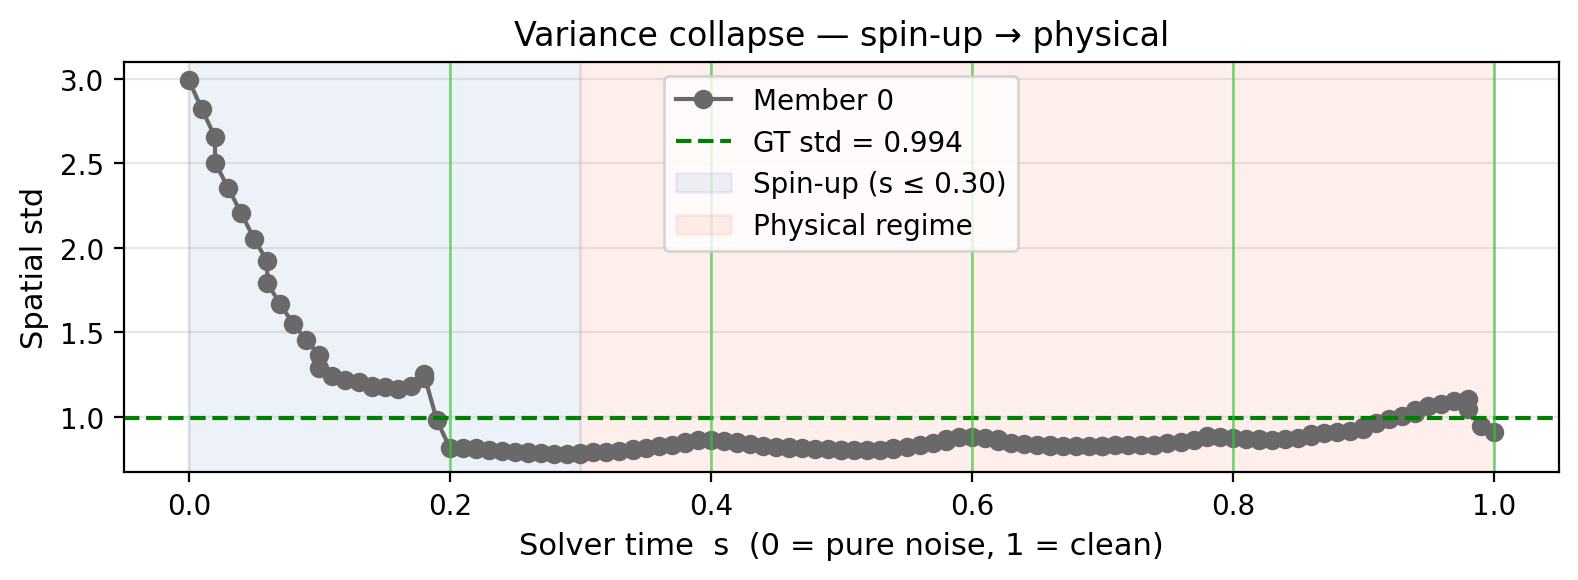 Variance collapse — spin-up → physical
3.0
2.5
2.0
1.5
1.0
Spatial std
Member 0
GT std = 0.994
Spin-up (s ≤ 0.30)
Physical regime
0.0 0.2 0.4 0.6 0.8 1.0
Solver time s (0 = pure noise, 1 = clean)